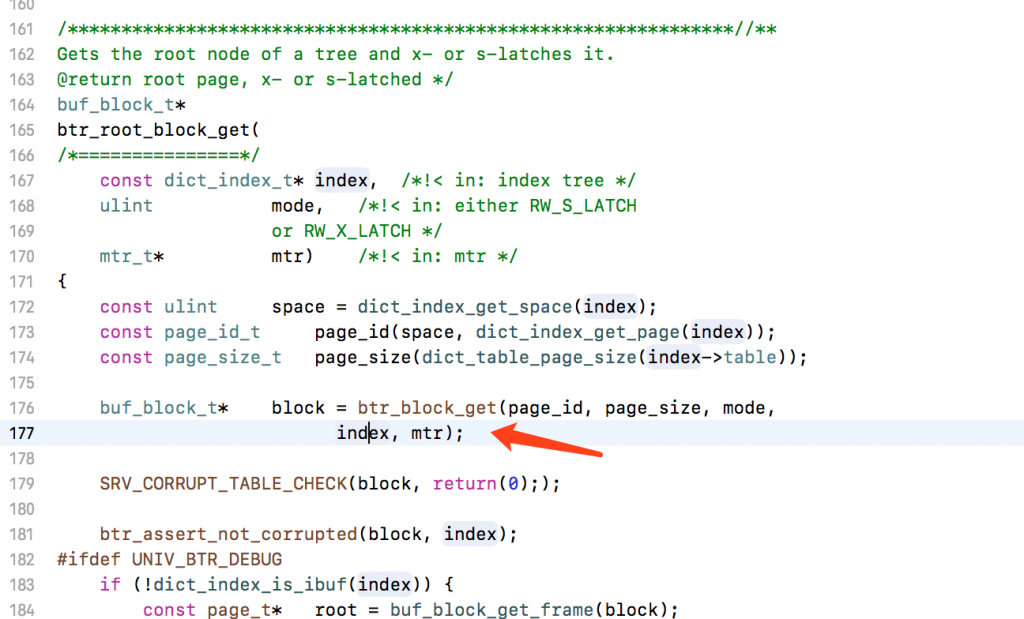 160
161 /**************************************************************//**
162 Gets the root node of a tree and x- or s-latches it.
163 @return root page, x- or s-latched */
164 buf_block_t*
165 btr_root_block_get(
166 /*===============*/
167     const dict_index_t* index,  /*!< in: index tree */
168     ulint           mode,   /*!< in: either RW_S_LATCH
169                     or RW_X_LATCH */
170     mtr_t*          mtr)    /*!< in: mtr */
171 {
172     const ulint     space = dict_index_get_space(index);
173     const page_id_t     page_id(space, dict_index_get_page(index));
174     const page_size_t   page_size(dict_table_page_size(index->table));
175
176     buf_block_t*    block = btr_block_get(page_id, page_size, mode,
177                           index, mtr);
178
179     SRV_CORRUPT_TABLE_CHECK(block, return(0););
180
181     btr_assert_not_corrupted(block, index);
182 #ifdef UNIV_BTR_DEBUG
183     if (!dict_index_is_ibuf(index)) {
184         const page_t*   root = buf_block_get_frame(block);